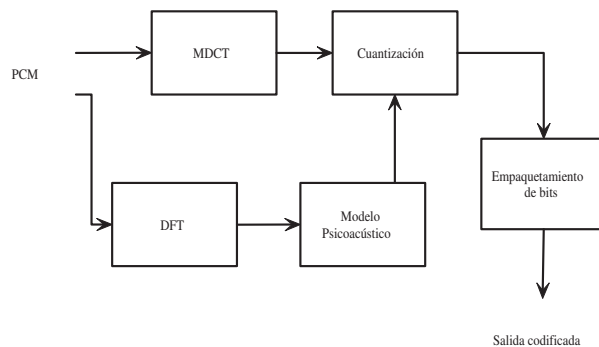 MDCT
Cuantización
PCM
Empaquetamiento
de bits
DFT
Modelo
Psicoacústico
Salida codificada